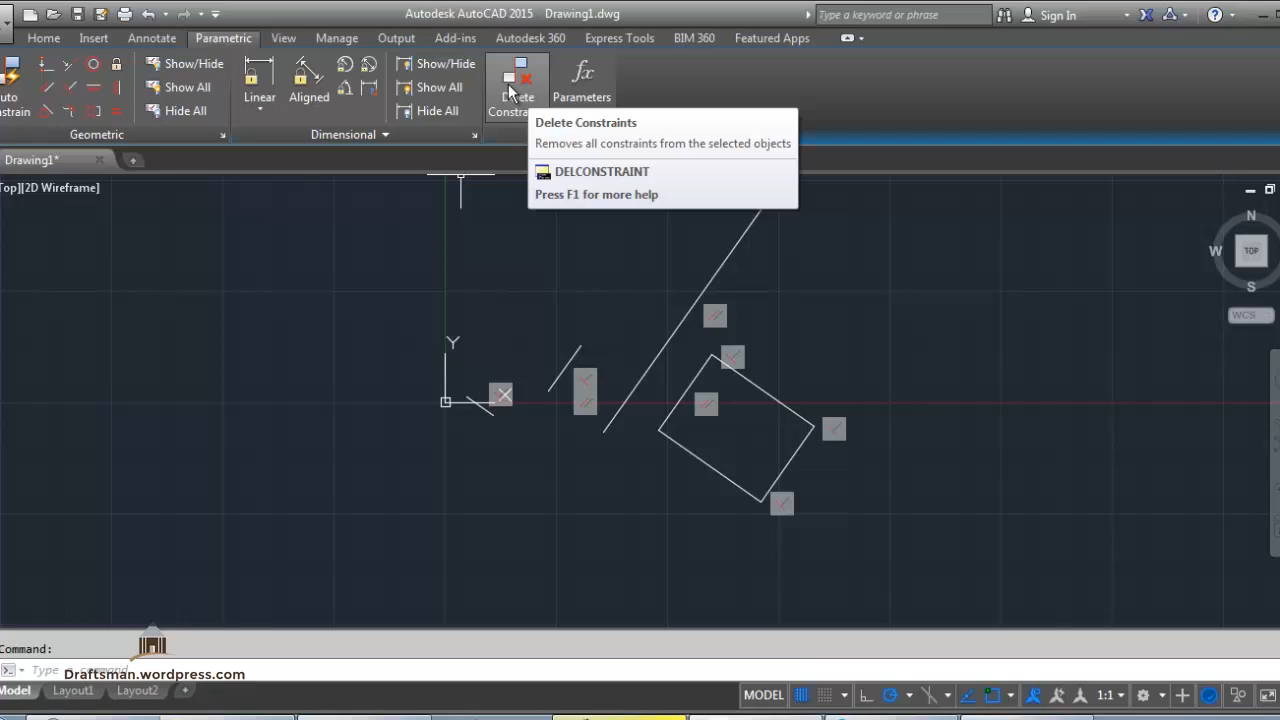 Autodesk AutoCAD 2015 Drawing1.dwg
Type a keyword or phrase
Sign In
Home Insert Annotate Parametric View Manage Output Add-ins Autodesk 360 Express Tools BIM 360 Featured Apps
Show/Hide
Show All
Hide All
Geometric
Linear
Aligned
Show/Hide
Show All
Hide All
Dimensional
Delete
Parameters
Delete Constraints
Removes all constraints from the selected objects
DELCONSTRAINT
Press F1 for more help
Drawing1*
Top][2D Wireframe]
N
W TOP
S
WCS
Y
Command:
Type a command
Draftsman.wordpress.com
Model Layout1 Layout2
MODEL 1:1